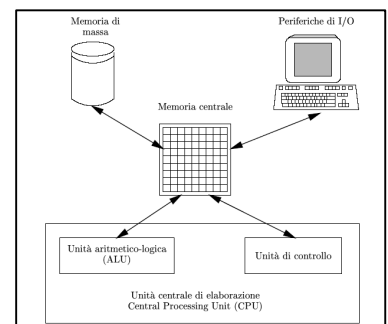 Memoria di
massa
Periferiche di I/O
Memoria centrale
Unità aritmetico-logica
(ALU)
Unità di controllo
Unità centrale di elaborazione
Central Processing Unit (CPU)